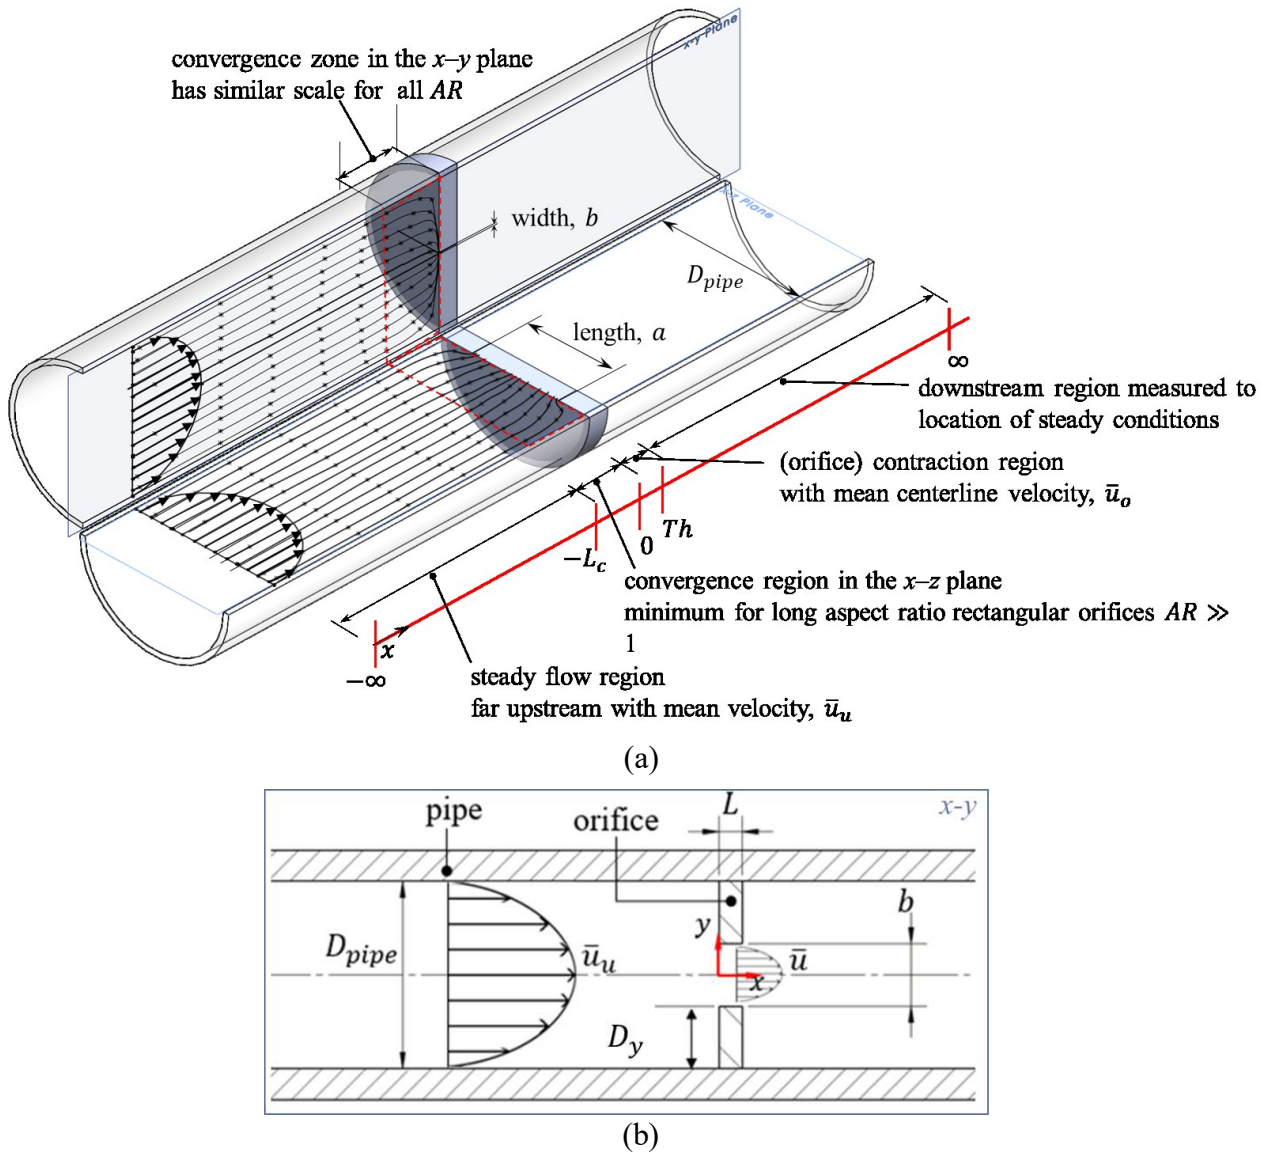 x-y Plane
convergence zone in the x–y plane
has similar scale for all AR
x-z Plane
width, b
D_pipe
length, a
∞
downstream region measured to
location of steady conditions
(orifice) contraction region
with mean centerline velocity, ū_o
Th
0
−L_c
convergence region in the x–z plane
minimum for long aspect ratio rectangular orifices AR ≫
1
x
−∞
steady flow region
far upstream with mean velocity, ū_u
(a)
L
x-y
pipe
orifice
b
y
D_pipe
ū_u
ū
x
D_y
(b)